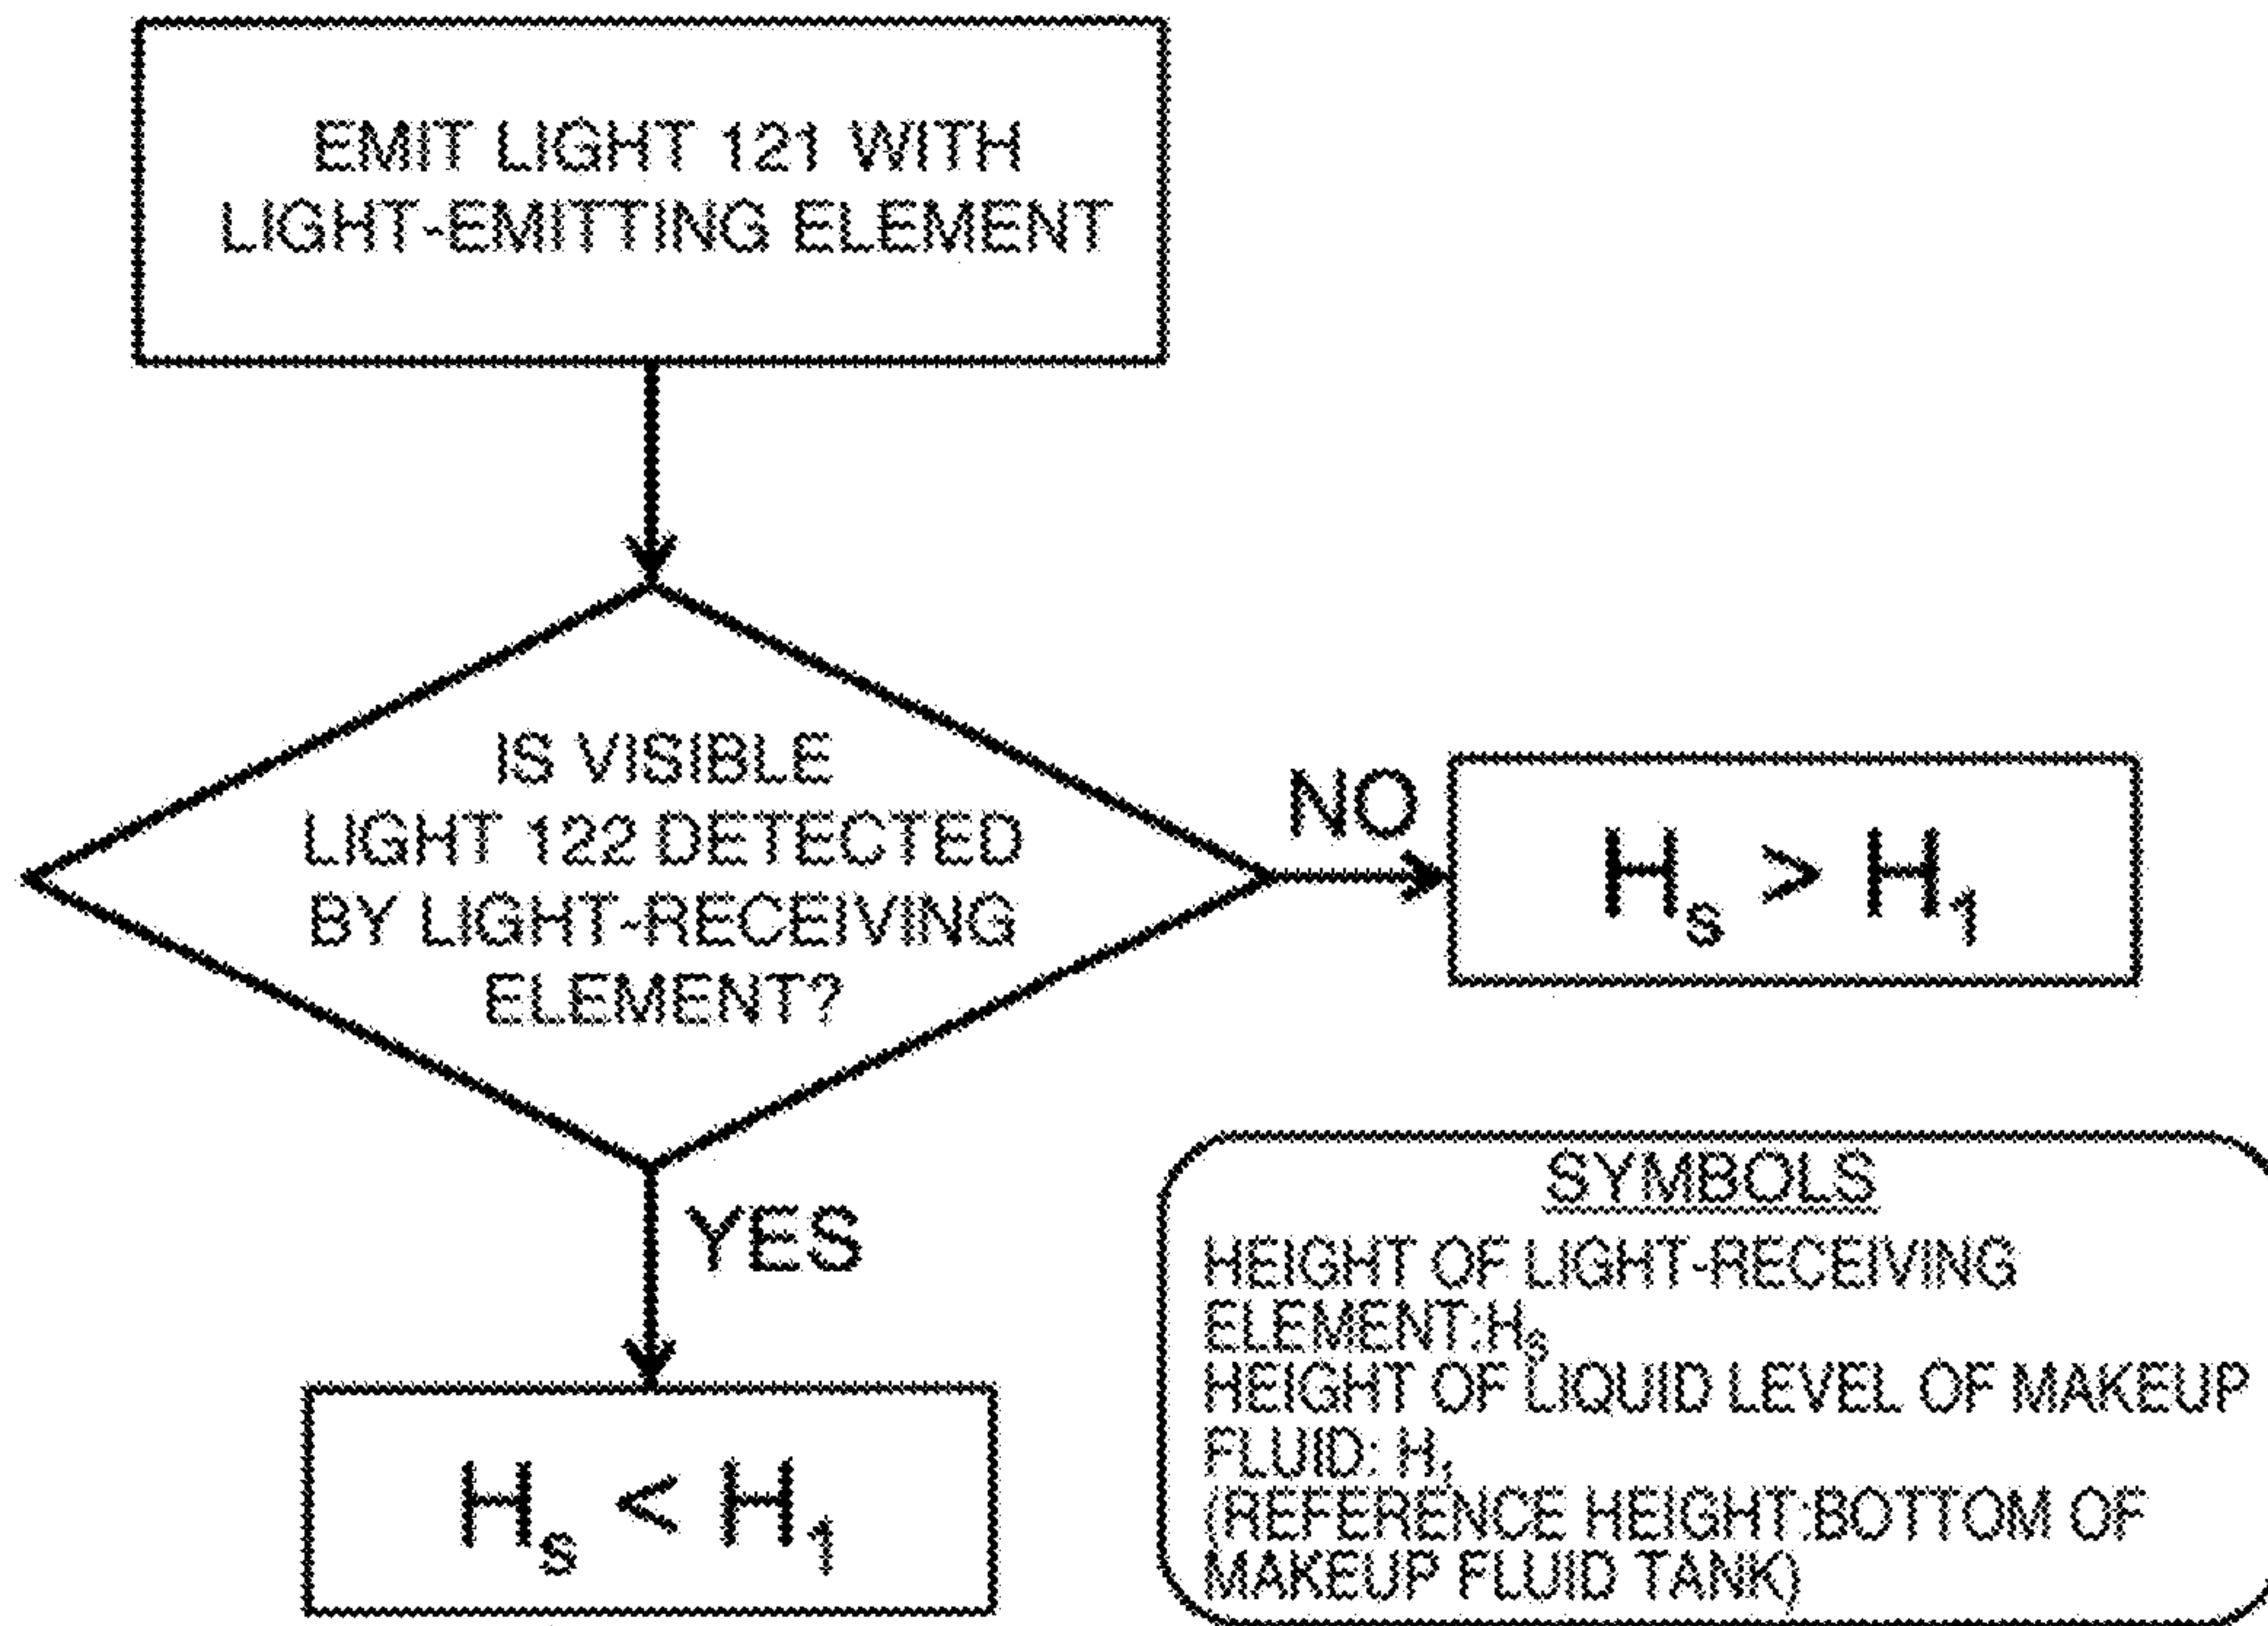 EMIT LIGHT 121 WITH
LIGHT-EMITTING ELEMENT
IS VISIBLE
LIGHT 122 DETECTED
BY LIGHT-RECEIVING
ELEMENT?
NO
Hs > H1
YES
Hs < H1
SYMBOLS
HEIGHT OF LIGHT-RECEIVING
ELEMENT:Hs
HEIGHT OF LIQUID LEVEL OF MAKEUP
FLUID: H1
(REFERENCE HEIGHT:BOTTOM OF
MAKEUP FLUID TANK)